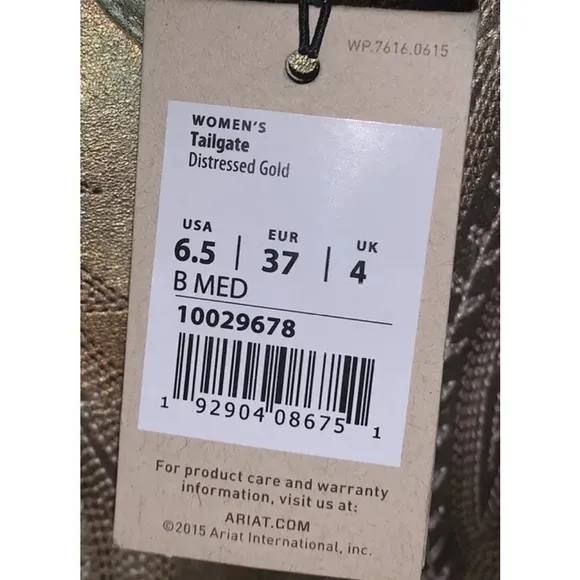 WP.7616.0615
WOMEN'S
Tailgate
Distressed Gold
USA EUR UK
6.5 | 37 | 4
B MED
10029678
1 92904 08675 1
For product care and warranty
information, visit us at:
ARIAT.COM
©2015 Ariat International, inc.